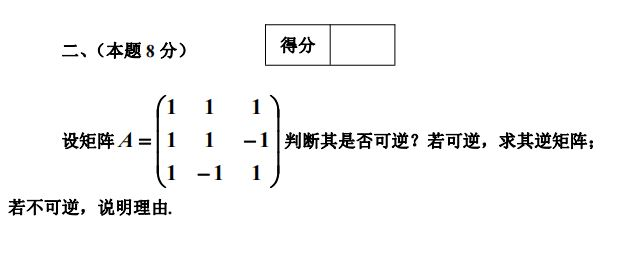 二、（本题 8 分）
得分
设矩阵 A = ( 1 1 1
1 1 -1
1 -1 1 ) 判断其是否可逆？若可逆，求其逆矩阵；
若不可逆，说明理由.